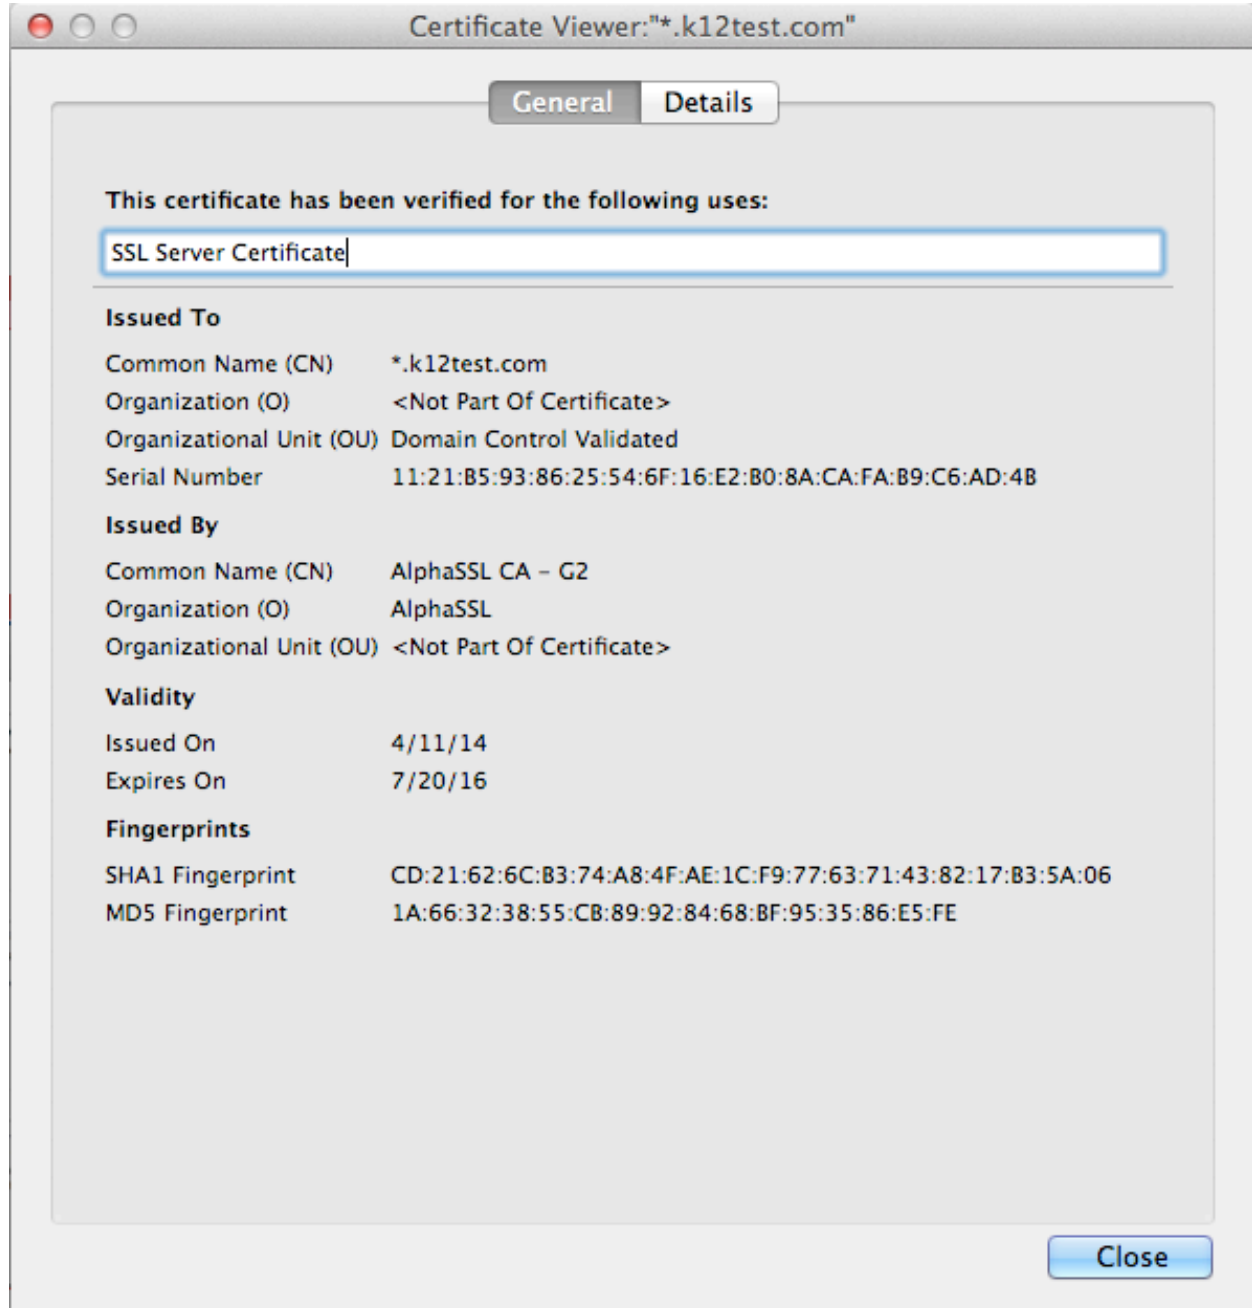 Certificate Viewer:"*.k12test.com"
General Details
This certificate has been verified for the following uses:
SSL Server Certificate
Issued To
Common Name (CN) *.k12test.com
Organization (O) <Not Part Of Certificate>
Organizational Unit (OU) Domain Control Validated
Serial Number 11:21:B5:93:86:25:54:6F:16:E2:B0:8A:CA:FA:B9:C6:AD:4B
Issued By
Common Name (CN) AlphaSSL CA – G2
Organization (O) AlphaSSL
Organizational Unit (OU) <Not Part Of Certificate>
Validity
Issued On 4/11/14
Expires On 7/20/16
Fingerprints
SHA1 Fingerprint CD:21:62:6C:B3:74:A8:4F:AE:1C:F9:77:63:71:43:82:17:B3:5A:06
MD5 Fingerprint 1A:66:32:38:55:CB:89:92:84:68:BF:95:35:86:E5:FE
Close